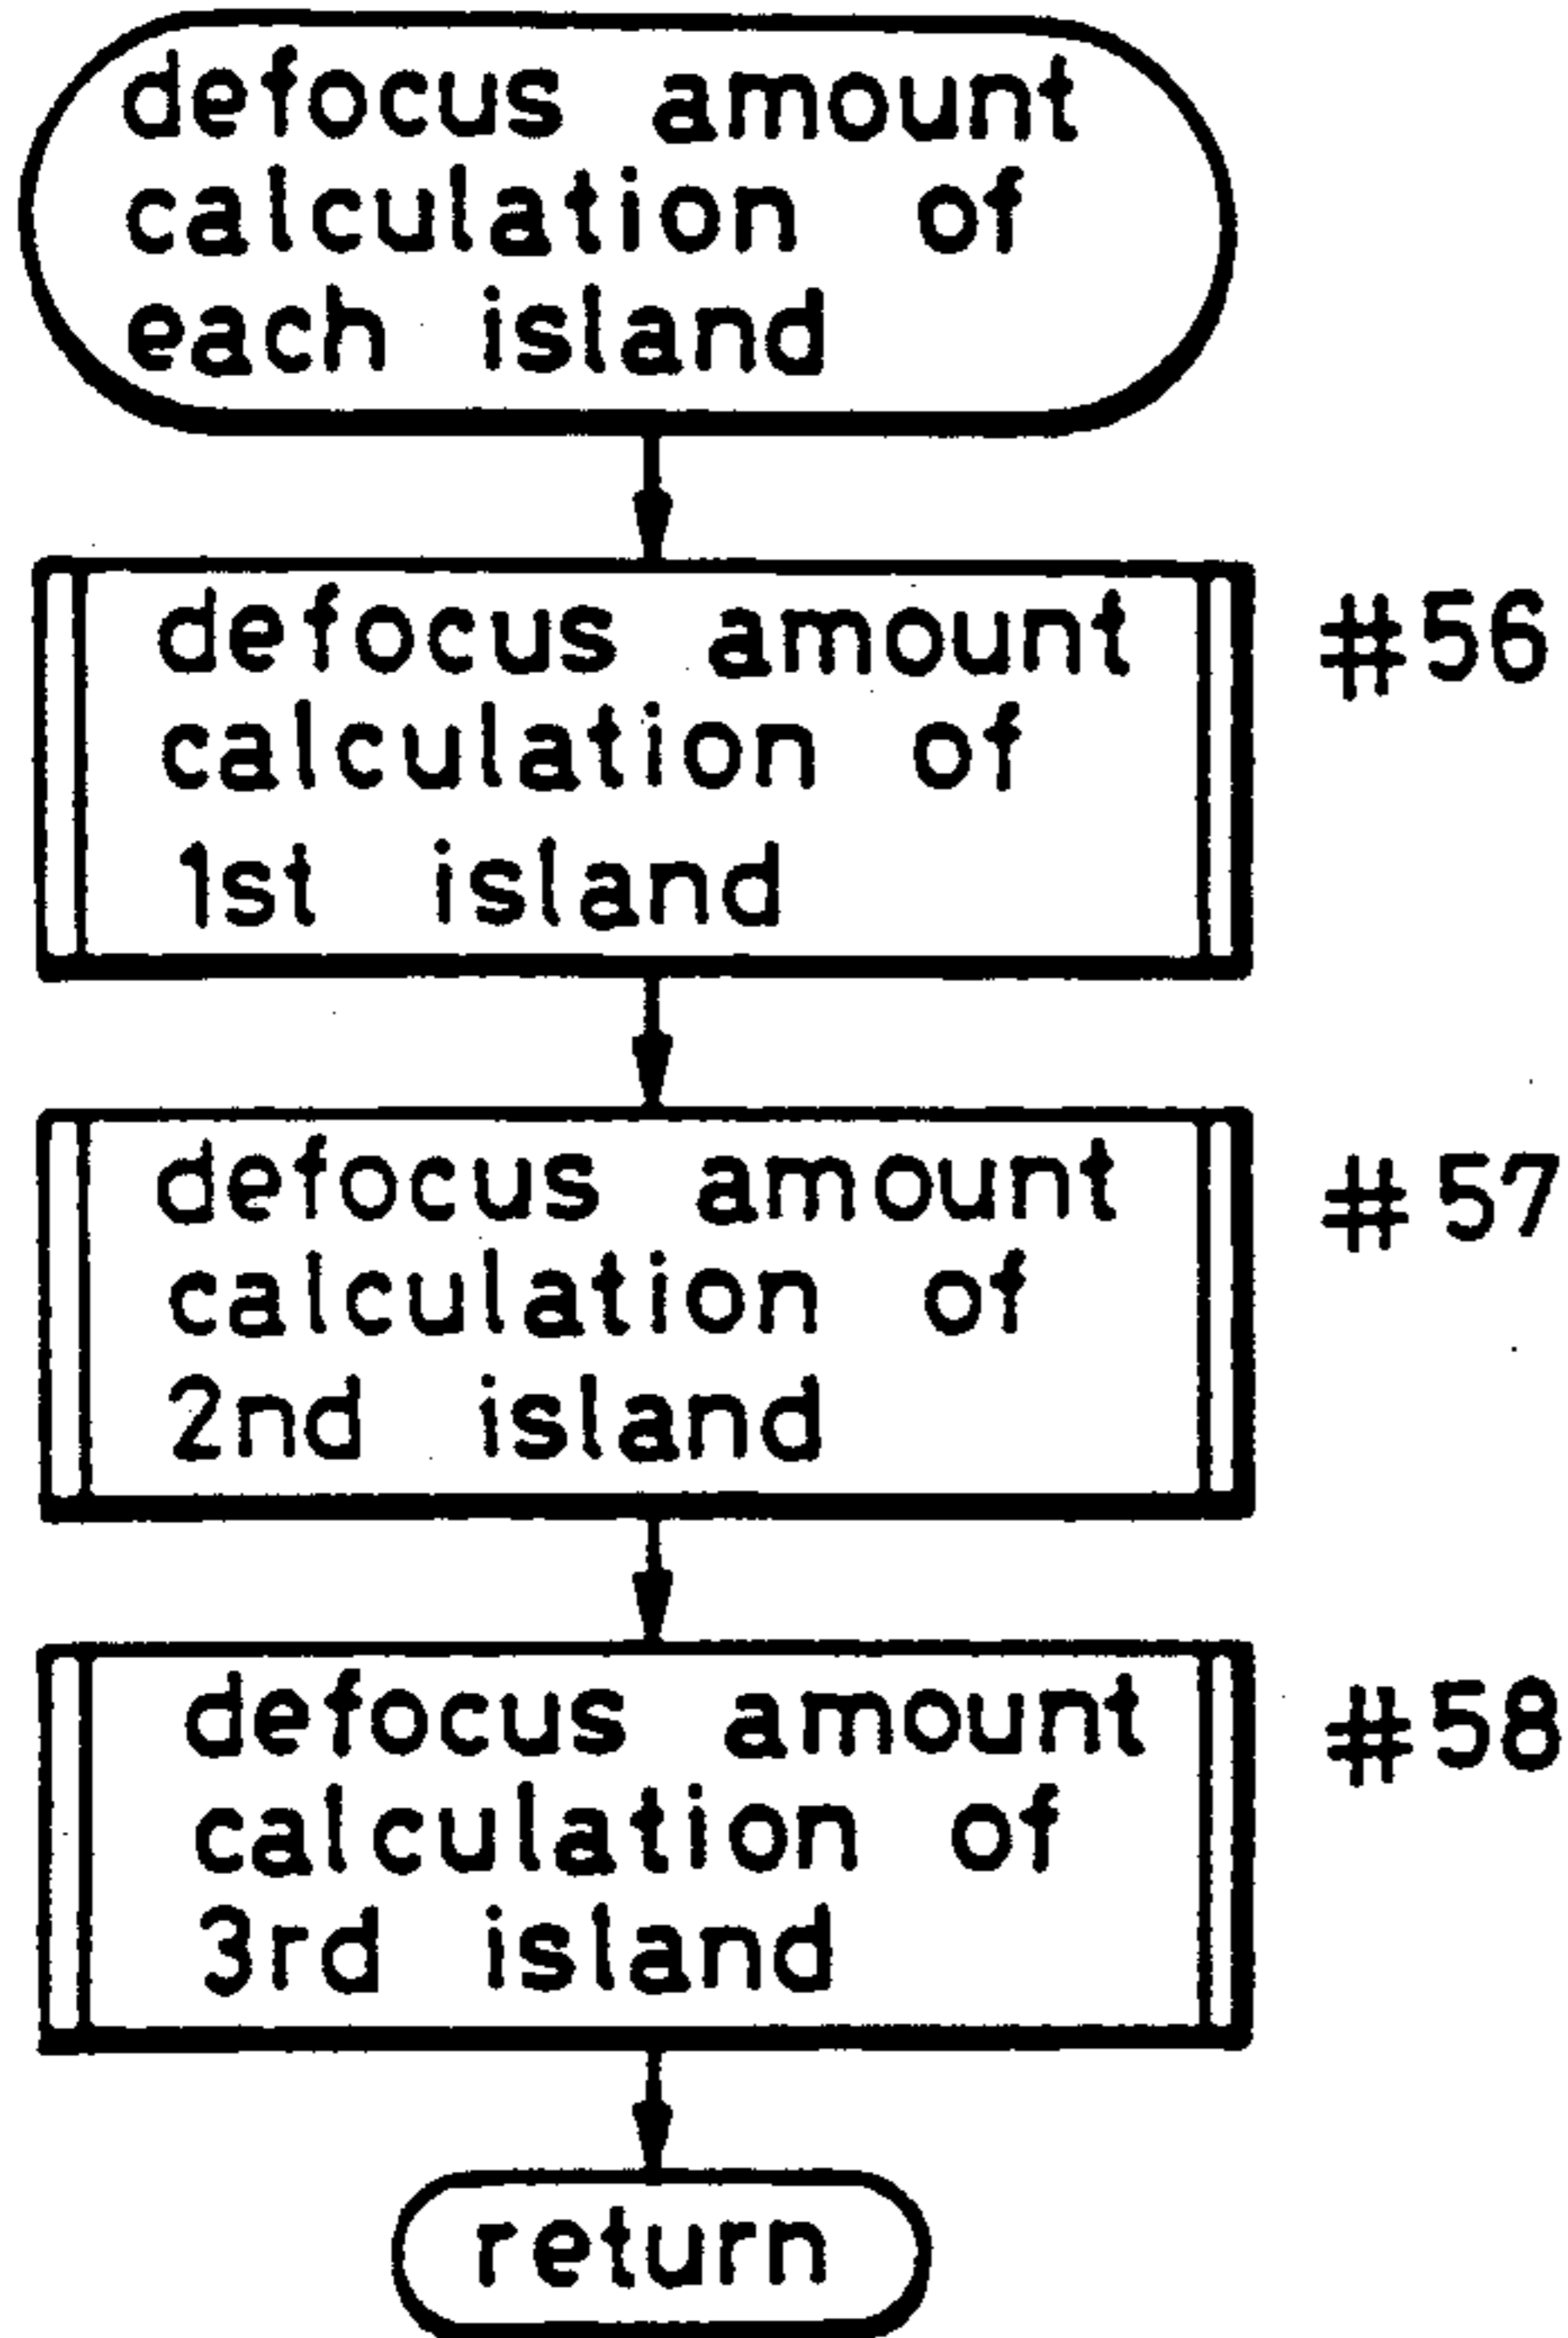 defocus amount
calculation of
each island
defocus amount
calculation of
1st island
#56
defocus amount
calculation of
2nd island
#57
defocus amount
calculation of
3rd island
#58
return